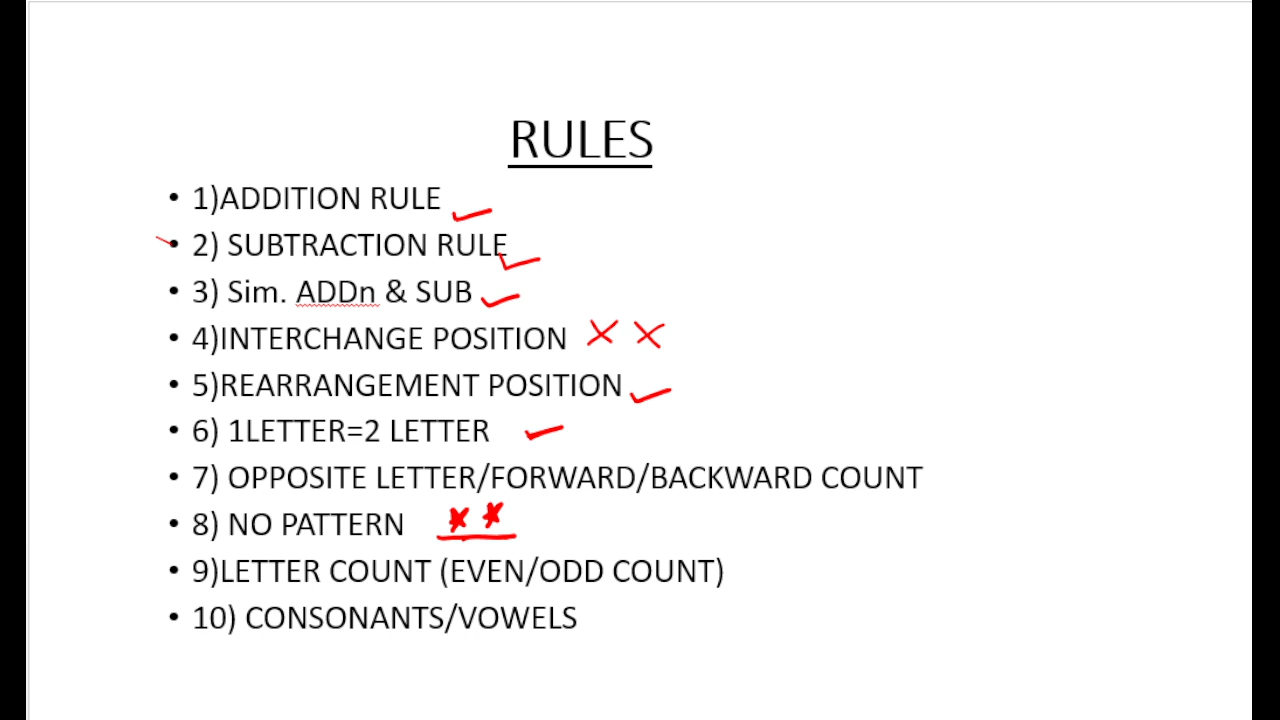 RULES
• 1)ADDITION RULE
• 2) SUBTRACTION RULE
• 3) Sim. ADDn & SUB
• 4)INTERCHANGE POSITION
• 5)REARRANGEMENT POSITION
• 6) 1LETTER=2 LETTER
• 7) OPPOSITE LETTER/FORWARD/BACKWARD COUNT
• 8) NO PATTERN
• 9)LETTER COUNT (EVEN/ODD COUNT)
• 10) CONSONANTS/VOWELS